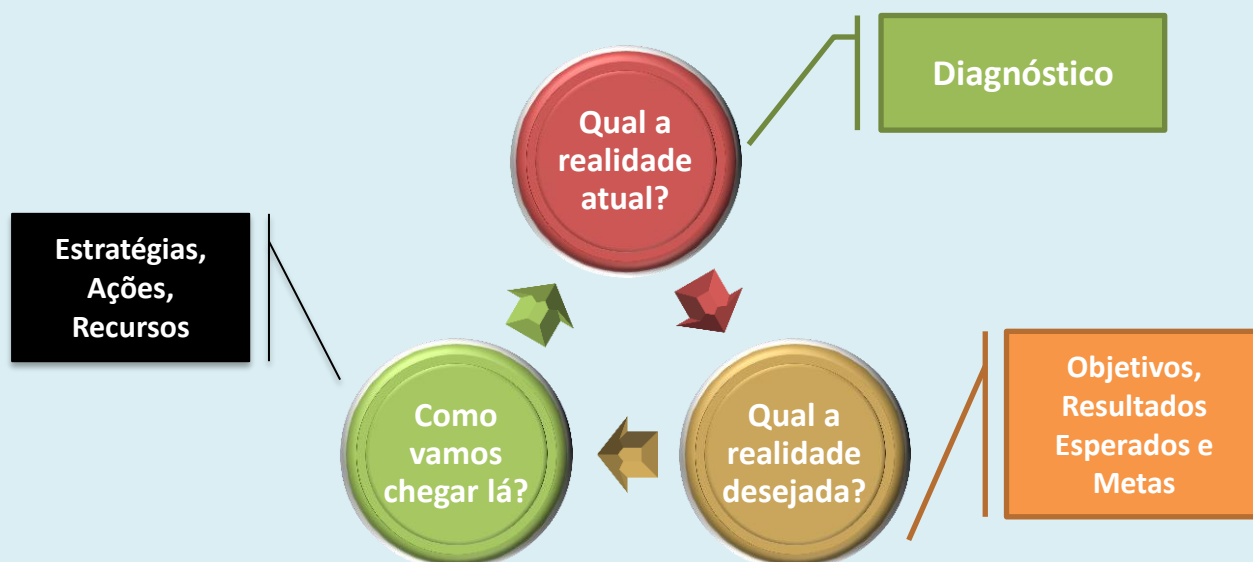 Diagnóstico
Qual a
realidade
atual?
Estratégias,
Ações,
Recursos
Como
vamos
chegar lá?
Qual a
realidade
desejada?
Objetivos,
Resultados
Esperados e
Metas